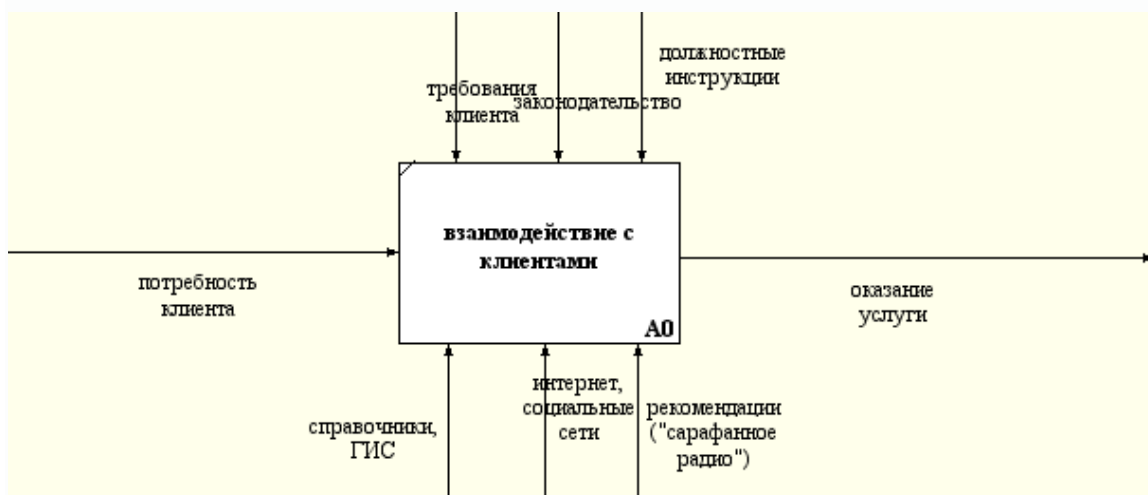 должностные
инструкции
требования
клиента
законодательство
взаимодействие с
клиентами
A0
потребность
клиента
оказание
услуги
справочники,
ГИС
интернет,
социальные
сети
рекомендации
("сарафанное
радио")